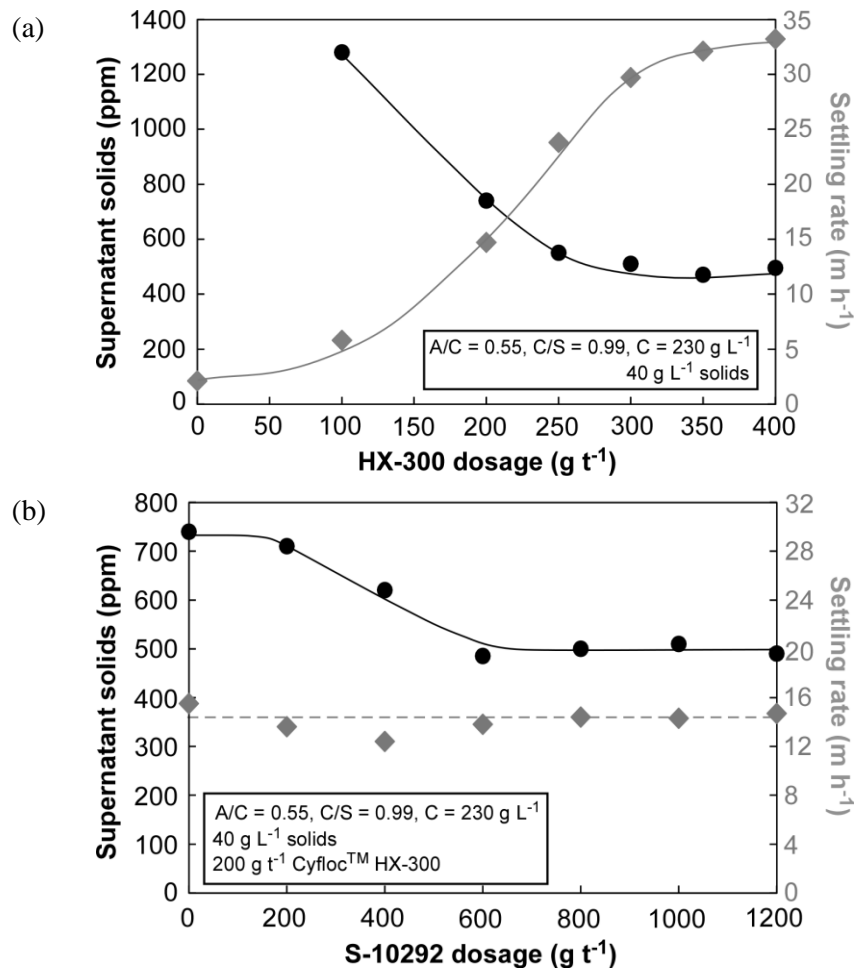 (a)
1400
1200
1000
800
600
400
200
0
Supernatant solids (ppm)
35
30
25
20
15
10
5
0
Settling rate (m h⁻¹)
A/C = 0.55, C/S = 0.99, C = 230 g L⁻¹
40 g L⁻¹ solids
0 50 100 150 200 250 300 350 400
HX-300 dosage (g t⁻¹)
(b)
800
700
600
500
400
300
200
100
0
Supernatant solids (ppm)
32
28
24
20
16
12
8
4
0
Settling rate (m h⁻¹)
A/C = 0.55, C/S = 0.99, C = 230 g L⁻¹
40 g L⁻¹ solids
200 g t⁻¹ Cyfloc™ HX-300
0 200 400 600 800 1000 1200
S-10292 dosage (g t⁻¹)